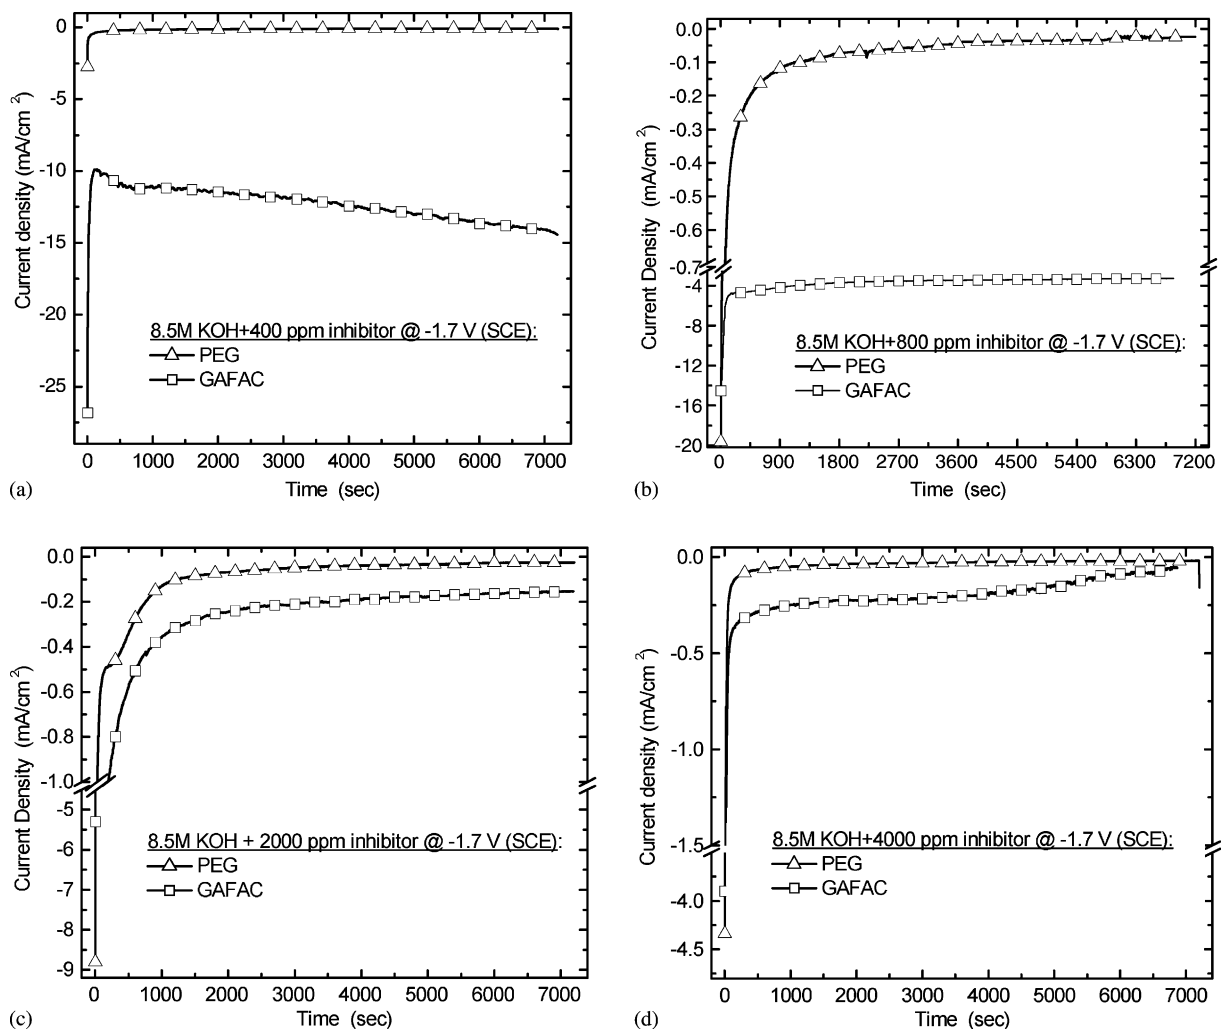 0
-5
-10
-15
-20
-25
Current density (mA/cm²)
8.5M KOH+400 ppm inhibitor @ -1.7 V (SCE):
PEG
GAFAC
0 1000 2000 3000 4000 5000 6000 7000
(a) Time (sec)
0.0
-0.1
-0.2
-0.3
-0.4
-0.5
-0.6
-0.7
-4
-8
-12
-16
-20
Current Density (mA/cm²)
8.5M KOH+800 ppm inhibitor @ -1.7 V (SCE):
PEG
GAFAC
0 900 1800 2700 3600 4500 5400 6300 7200
(b) Time (sec)
0.0
-0.2
-0.4
-0.6
-0.8
-1.0
-5
-6
-7
-8
-9
Current Density (mA/cm²)
8.5M KOH + 2000 ppm inhibitor @ -1.7 V (SCE):
PEG
GAFAC
0 1000 2000 3000 4000 5000 6000 7000
(c) Time (sec)
0.0
-0.5
-1.0
-1.5
-4.0
-4.5
Current density (mA/cm²)
8.5M KOH+4000 ppm inhibitor @ -1.7 V (SCE):
PEG
GAFAC
0 1000 2000 3000 4000 5000 6000 7000
(d) Time (sec)